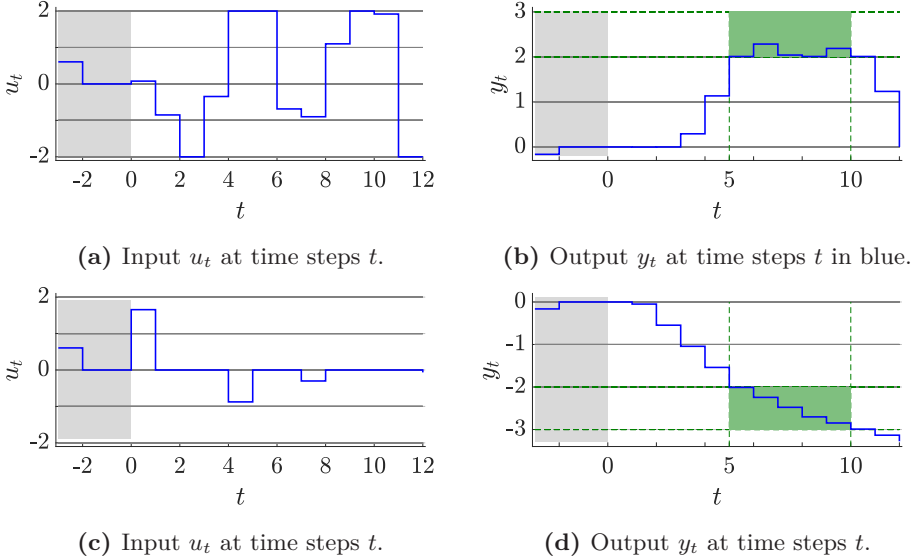 2
0
-2
u_t
-2 0 2 4 6 8 10 12
t
(a) Input u_t at time steps t.
3
2
1
0
y_t
0 5 10
t
(b) Output y_t at time steps t in blue.
2
0
-2
u_t
-2 0 2 4 6 8 10 12
t
(c) Input u_t at time steps t.
0
-1
-2
-3
y_t
0 5 10
t
(d) Output y_t at time steps t.